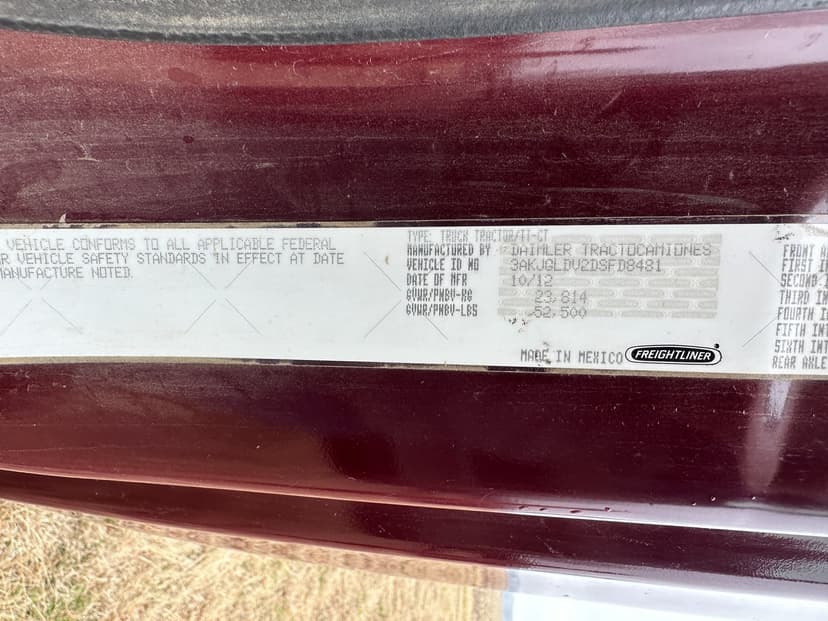 VEHICLE CONFORMS TO ALL APPLICABLE FEDERAL
R VEHICLE SAFETY STANDARDS IN EFFECT AT DATE
MANUFACTURE NOTED.
TYPE: TRUCK TRACTOR/TT-CT
MANUFACTURED BY DAIMLER TRACTOCAMIONES
VEHICLE ID NO 3AKJGLDV2DSFD8481
DATE OF MFR 10/12
GVWR/PNBV-KG 23,814
GVWR/PNBV-LBS 52,500
MADE IN MEXICO FREIGHTLINER
FRONT A
FIRST I
SECOND
THIRD IN
FOURTH I
FIFTH INT
SIXTH INT
REAR AXLE